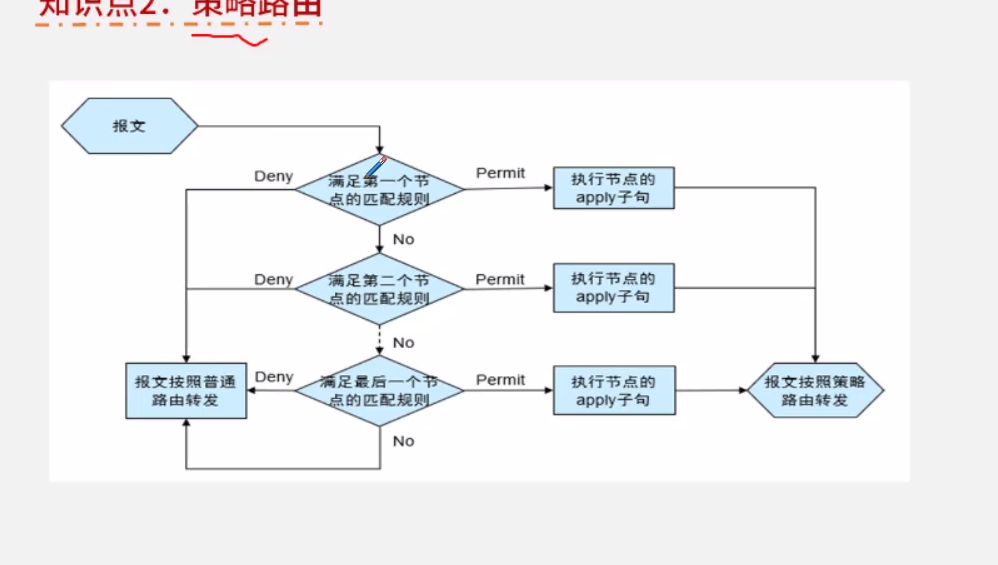 知识点2：策略路由
报文
Deny
满足第一个节
点的匹配规则
Permit
执行节点的
apply子句
No
Deny
满足第二个节
点的匹配规则
Permit
执行节点的
apply子句
No
报文按照普通
路由转发
Deny
满足最后一个节
点的匹配规则
Permit
执行节点的
apply子句
报文按照策略
路由转发
No